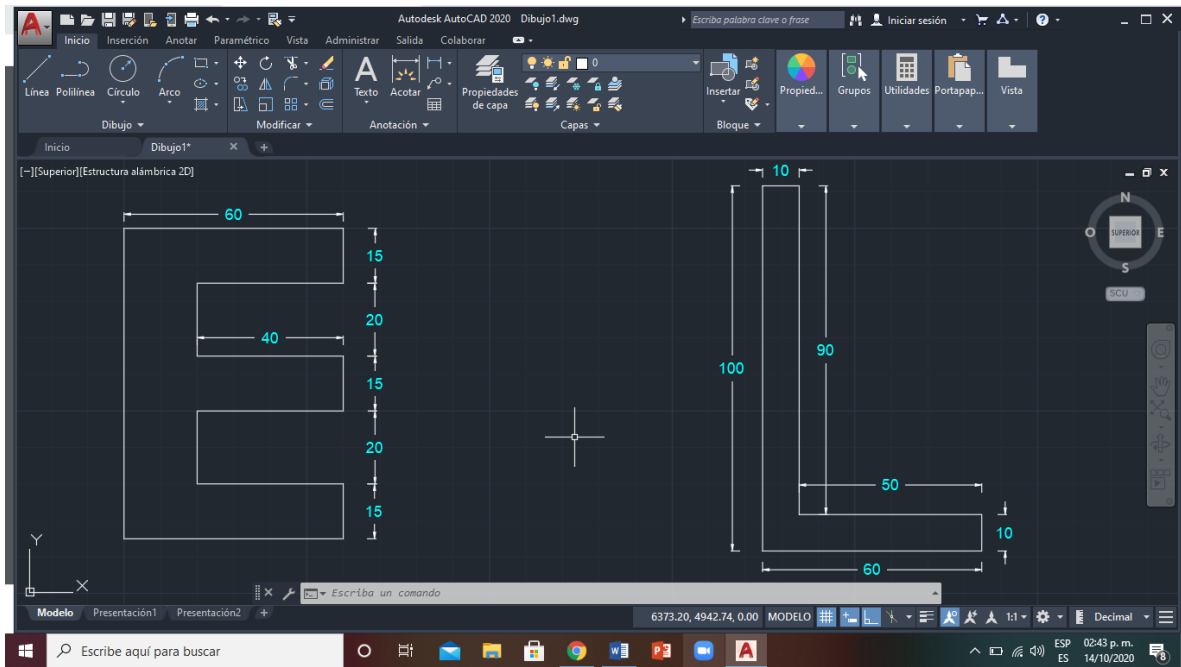 Autodesk AutoCAD 2020 Dibujo1.dwg
Escriba palabra clave o frase
Iniciar sesión
Inicio Inserción Anotar Paramétrico Vista Administrar Salida Colaborar
0
Línea Polilínea Círculo Arco
Texto Acotar
Propiedades de capa
Insertar
Propied... Grupos Utilidades Portapap... Vista
Dibujo Modificar Anotación Capas Bloque
Inicio Dibujo1* +
[−][Superior][Estructura alámbrica 2D]
N
O SUPERIOR E
S
SCU
60
15
20
40
15
20
15
10
100
90
50
10
60
Y
X
Escriba un comando
Modelo Presentación1 Presentación2 +
6373.20, 4942.74, 0.00 MODELO
1:1
Decimal
Escribe aquí para buscar
ESP 02:43 p. m.
ES 14/10/2020
8